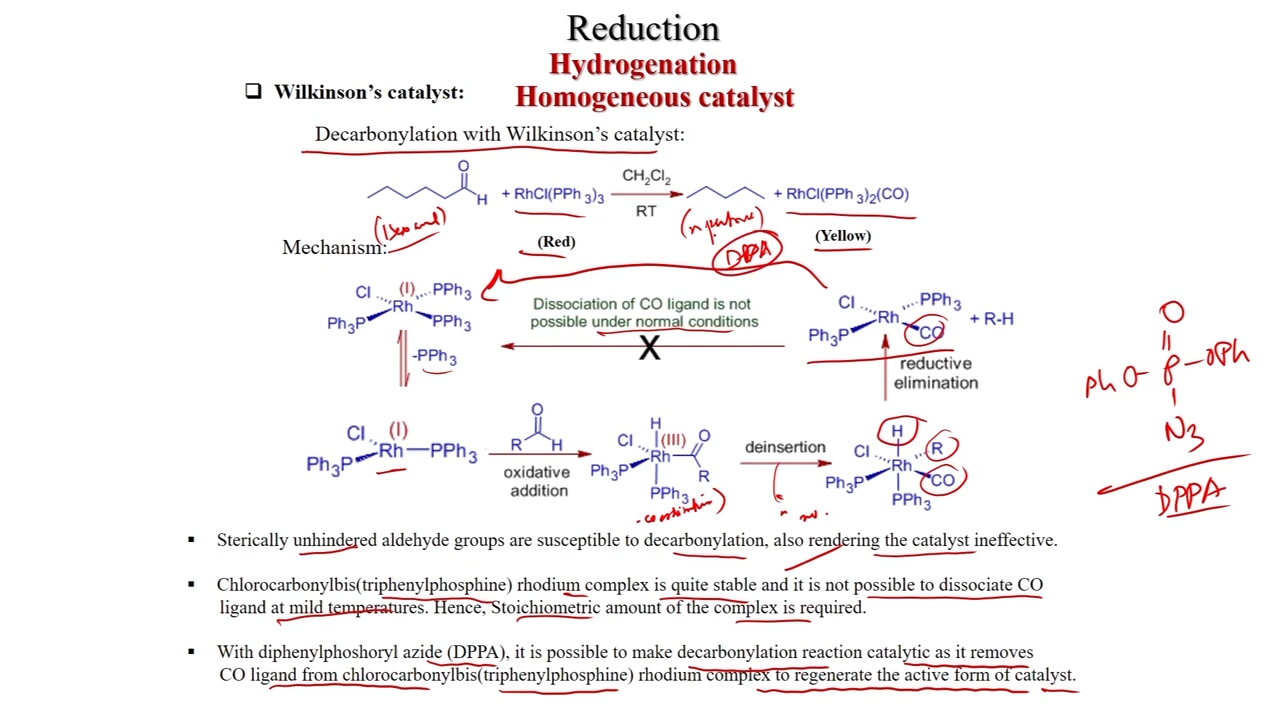 Reduction
Hydrogenation
Homogeneous catalyst
❑ Wilkinson's catalyst:
Decarbonylation with Wilkinson's catalyst:
O
H
+ RhCl(PPh 3)3
CH2Cl2
RT
+ RhCl(PPh 3)2(CO)
(n pentane)
Mechanism:
(Red)
(Yellow)
DPPA
Cl (I) PPh3
Rh
Ph3P PPh3
Dissociation of CO ligand is not
possible under normal conditions
X
Cl PPh3
Rh
Ph3P CO
+ R-H
-PPh3
reductive
elimination
O
PhO-P-OPh
N3
DPPA
Cl (I)
Rh—PPh3
Ph3P
O
R H
oxidative
addition
H
Cl (III) O
Rh
Ph3P R
PPh3
deinsertion
H
Cl R
Rh
Ph3P CO
PPh3
▪ Sterically unhindered aldehyde groups are susceptible to decarbonylation, also rendering the catalyst ineffective.
▪ Chlorocarbonylbis(triphenylphosphine) rhodium complex is quite stable and it is not possible to dissociate CO
ligand at mild temperatures. Hence, Stoichiometric amount of the complex is required.
▪ With diphenylphoshoryl azide (DPPA), it is possible to make decarbonylation reaction catalytic as it removes
CO ligand from chlorocarbonylbis(triphenylphosphine) rhodium complex to regenerate the active form of catalyst.